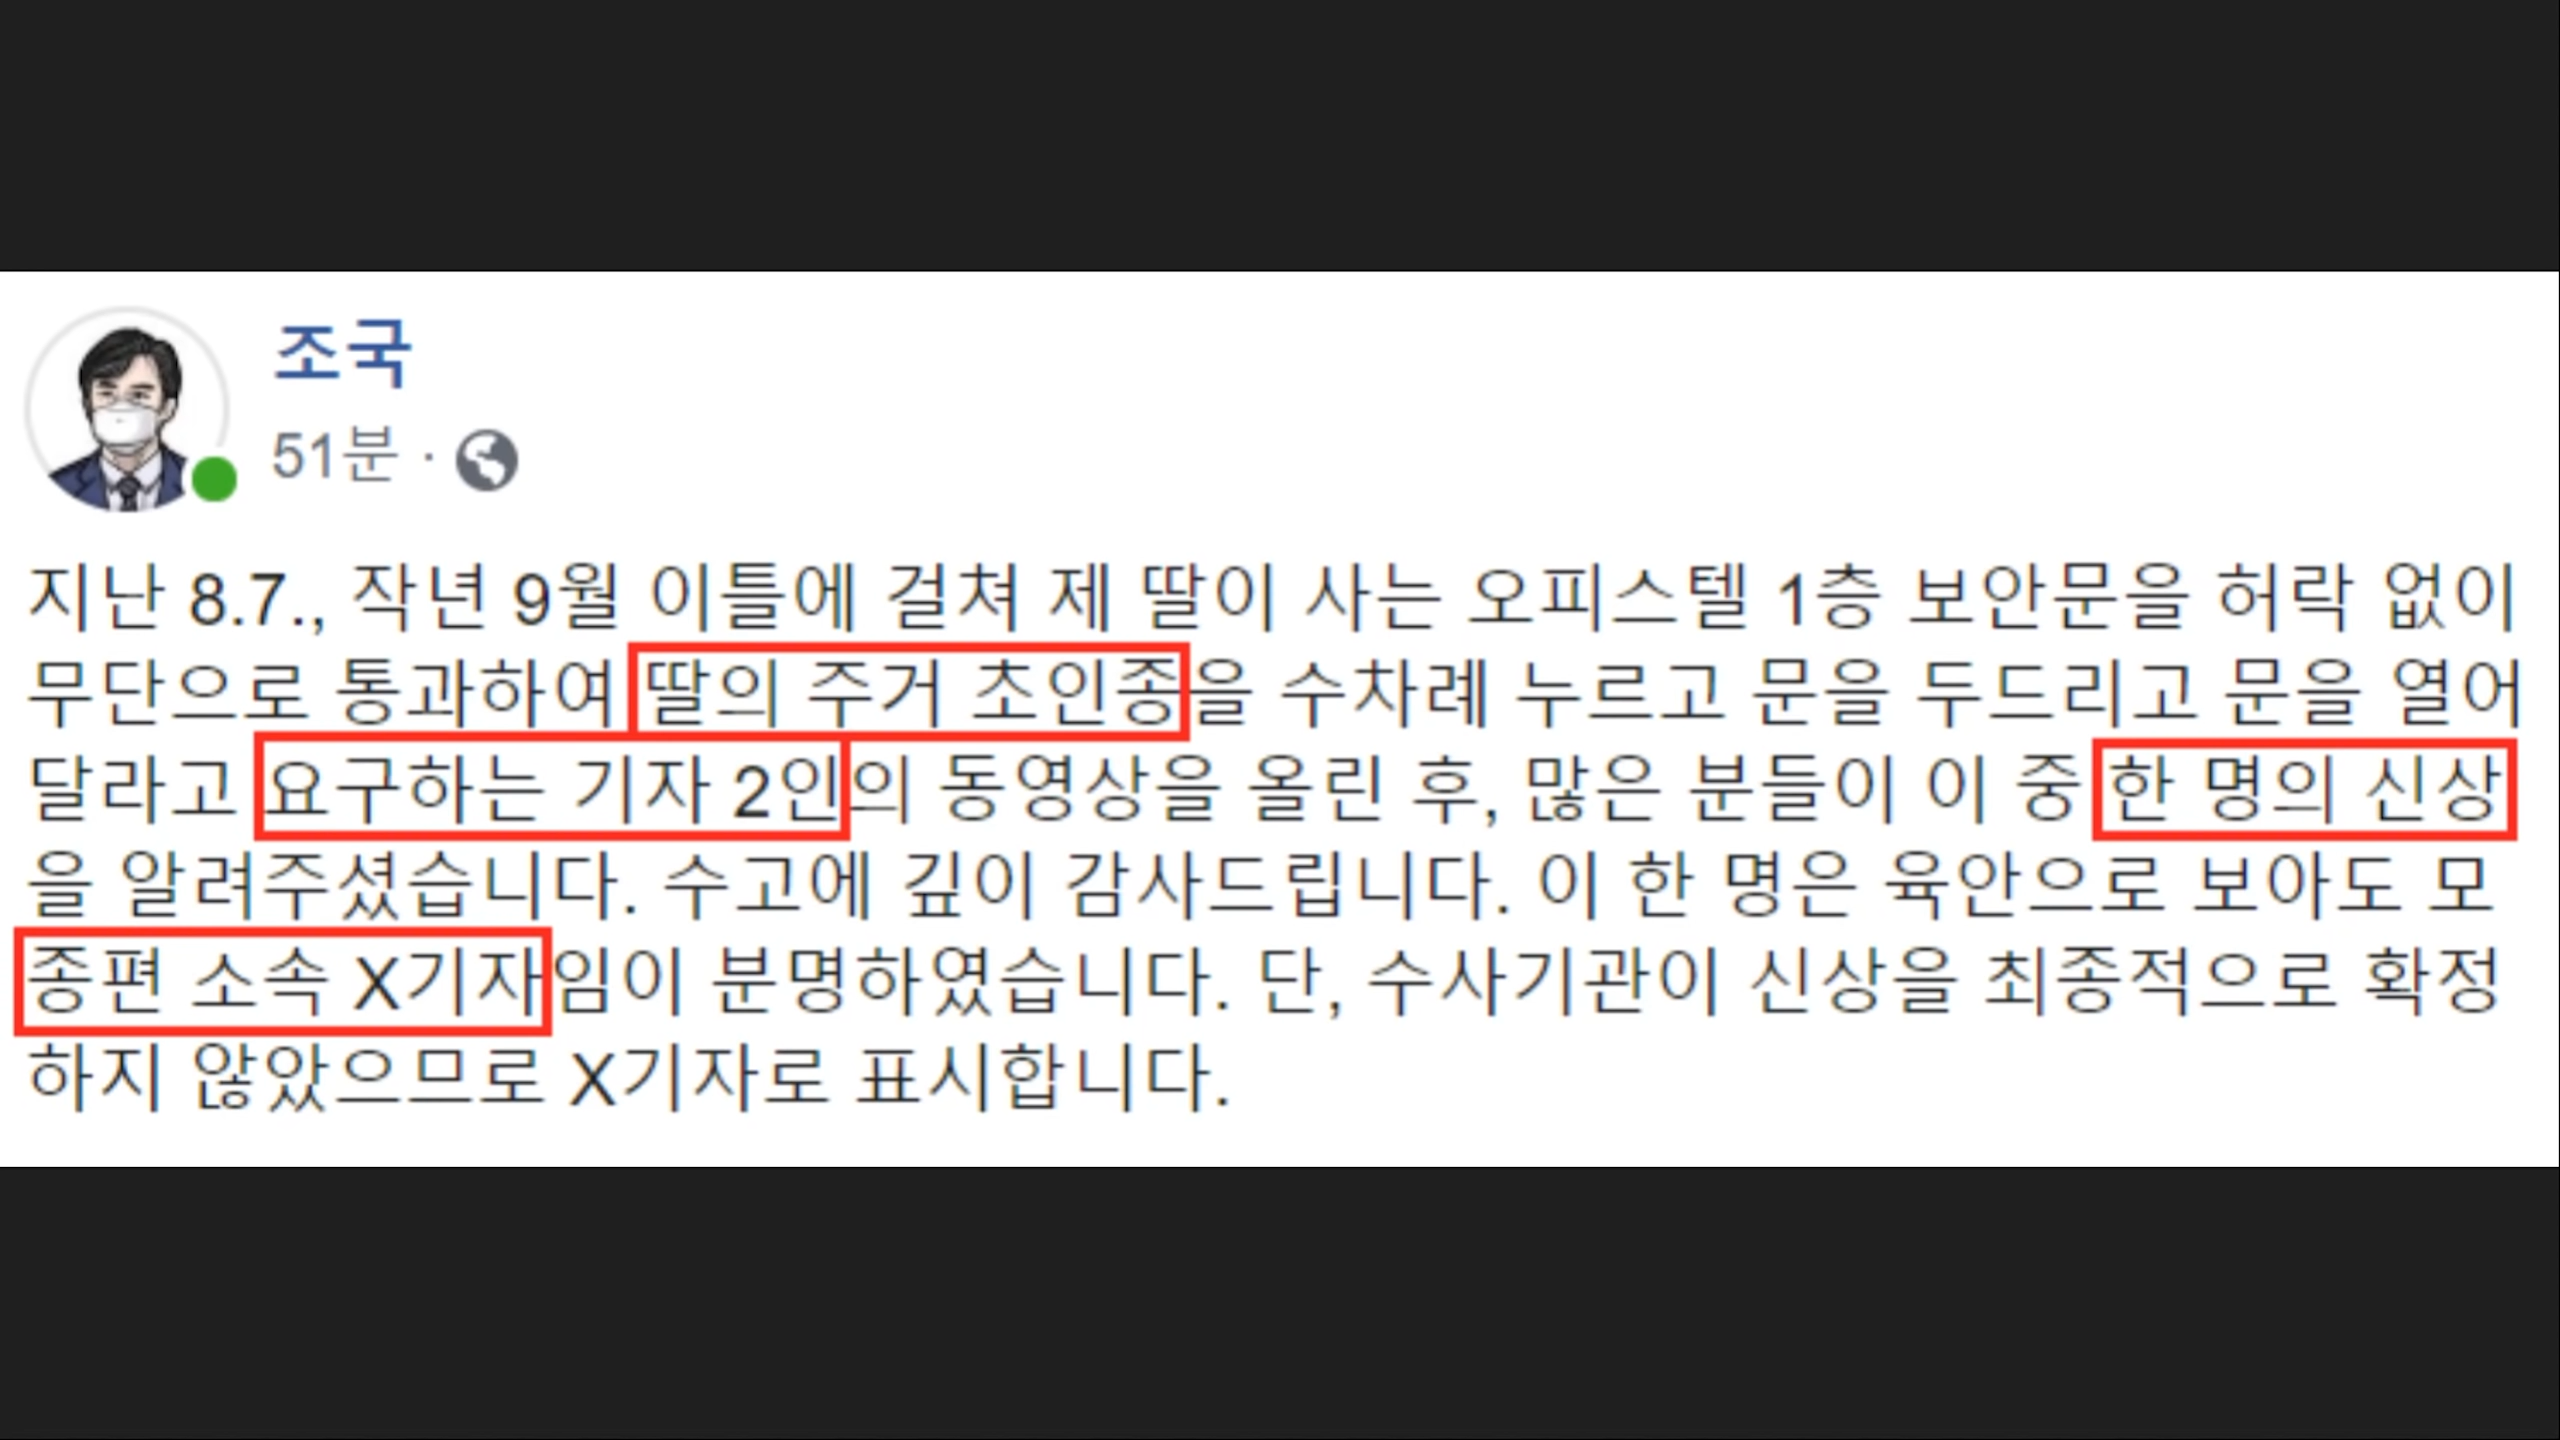 조국
51분 ·
지난 8.7., 작년 9월 이틀에 걸쳐 제 딸이 사는 오피스텔 1층 보안문을 허락 없이
무단으로 통과하여 딸의 주거 초인종을 수차례 누르고 문을 두드리고 문을 열어
달라고 요구하는 기자 2인의 동영상을 올린 후, 많은 분들이 이 중 한 명의 신상
을 알려주셨습니다. 수고에 깊이 감사드립니다. 이 한 명은 육안으로 보아도 모
종편 소속 X기자임이 분명하였습니다. 단, 수사기관이 신상을 최종적으로 확정
하지 않았으므로 X기자로 표시합니다.